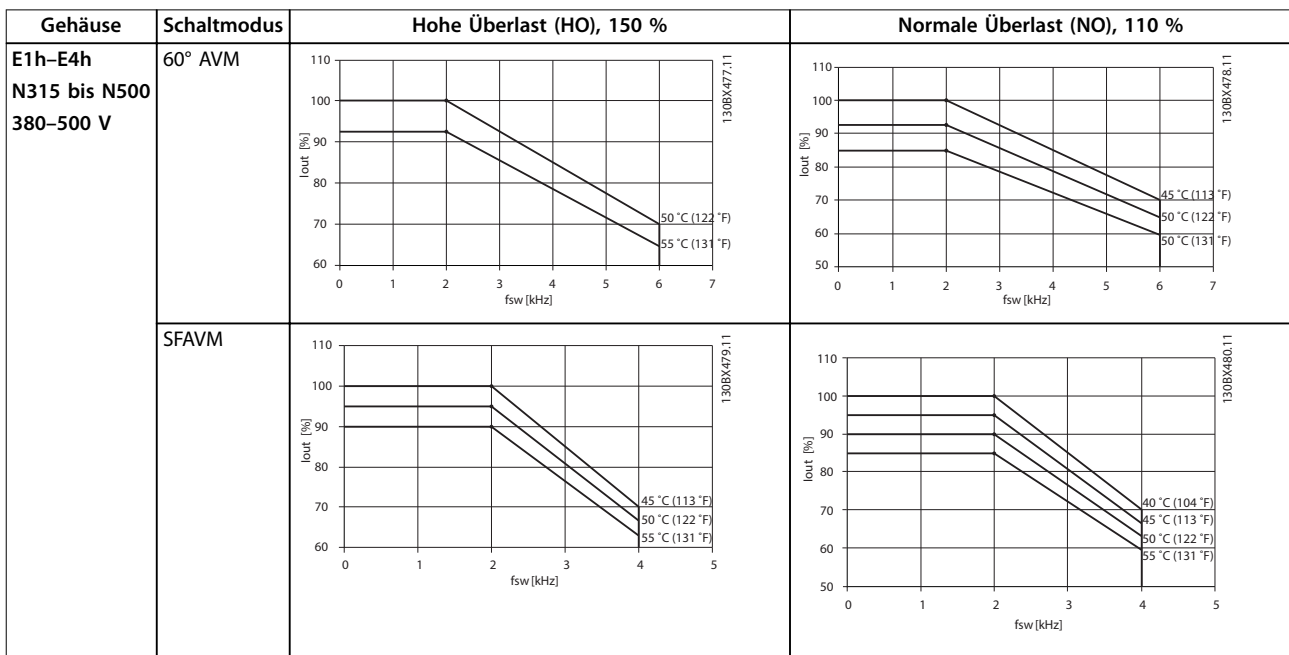 Gehäuse Schaltmodus Hohe Überlast (HO), 150 % Normale Überlast (NO), 110 %
E1h–E4h
N315 bis N500
380–500 V
60° AVM
110
100
90
80
70
60
Iout [%]
0 1 2 3 4 5 6 7
fsw [kHz]
50 ˚C (122 ˚F)
55 ˚C (131 ˚F)
130BX477.11
110
100
90
80
70
60
50
Iout [%]
0 1 2 3 4 5 6 7
fsw [kHz]
45 ˚C (113 ˚F)
50 ˚C (122 ˚F)
50 ˚C (131 ˚F)
130BX478.11
SFAVM
110
100
90
80
70
60
Iout [%]
0 1 2 3 4 5
fsw [kHz]
45 ˚C (113 ˚F)
50 ˚C (122 ˚F)
55 ˚C (131 ˚F)
130BX479.11
110
100
90
80
70
60
50
Iout [%]
0 1 2 3 4 5
fsw [kHz]
40 ˚C (104 ˚F)
45 ˚C (113 ˚F)
50 ˚C (122 ˚F)
55 ˚C (131 ˚F)
130BX480.11